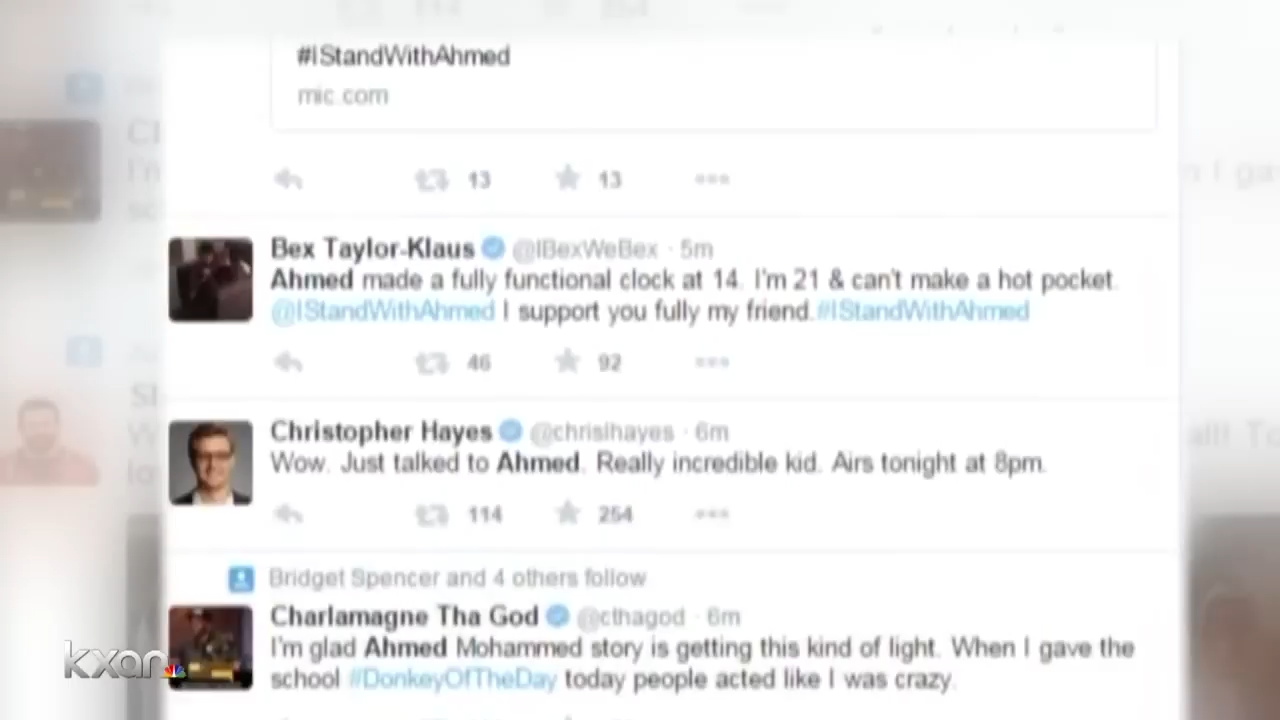 #IStandWithAhmed
mic.com
13 13
Bex Taylor-Klaus @IBexWeBex · 5m
Ahmed made a fully functional clock at 14. I'm 21 & can't make a hot pocket.
@IStandWithAhmed I support you fully my friend.#IStandWithAhmed
46 92
Christopher Hayes @chrislhayes · 6m
Wow. Just talked to Ahmed. Really incredible kid. Airs tonight at 8pm.
114 254
Bridget Spencer and 4 others follow
Charlamagne Tha God @cthagod · 6m
I'm glad Ahmed Mohammed story is getting this kind of light. When I gave the
school #DonkeyOfTheDay today people acted like I was crazy.
kxan